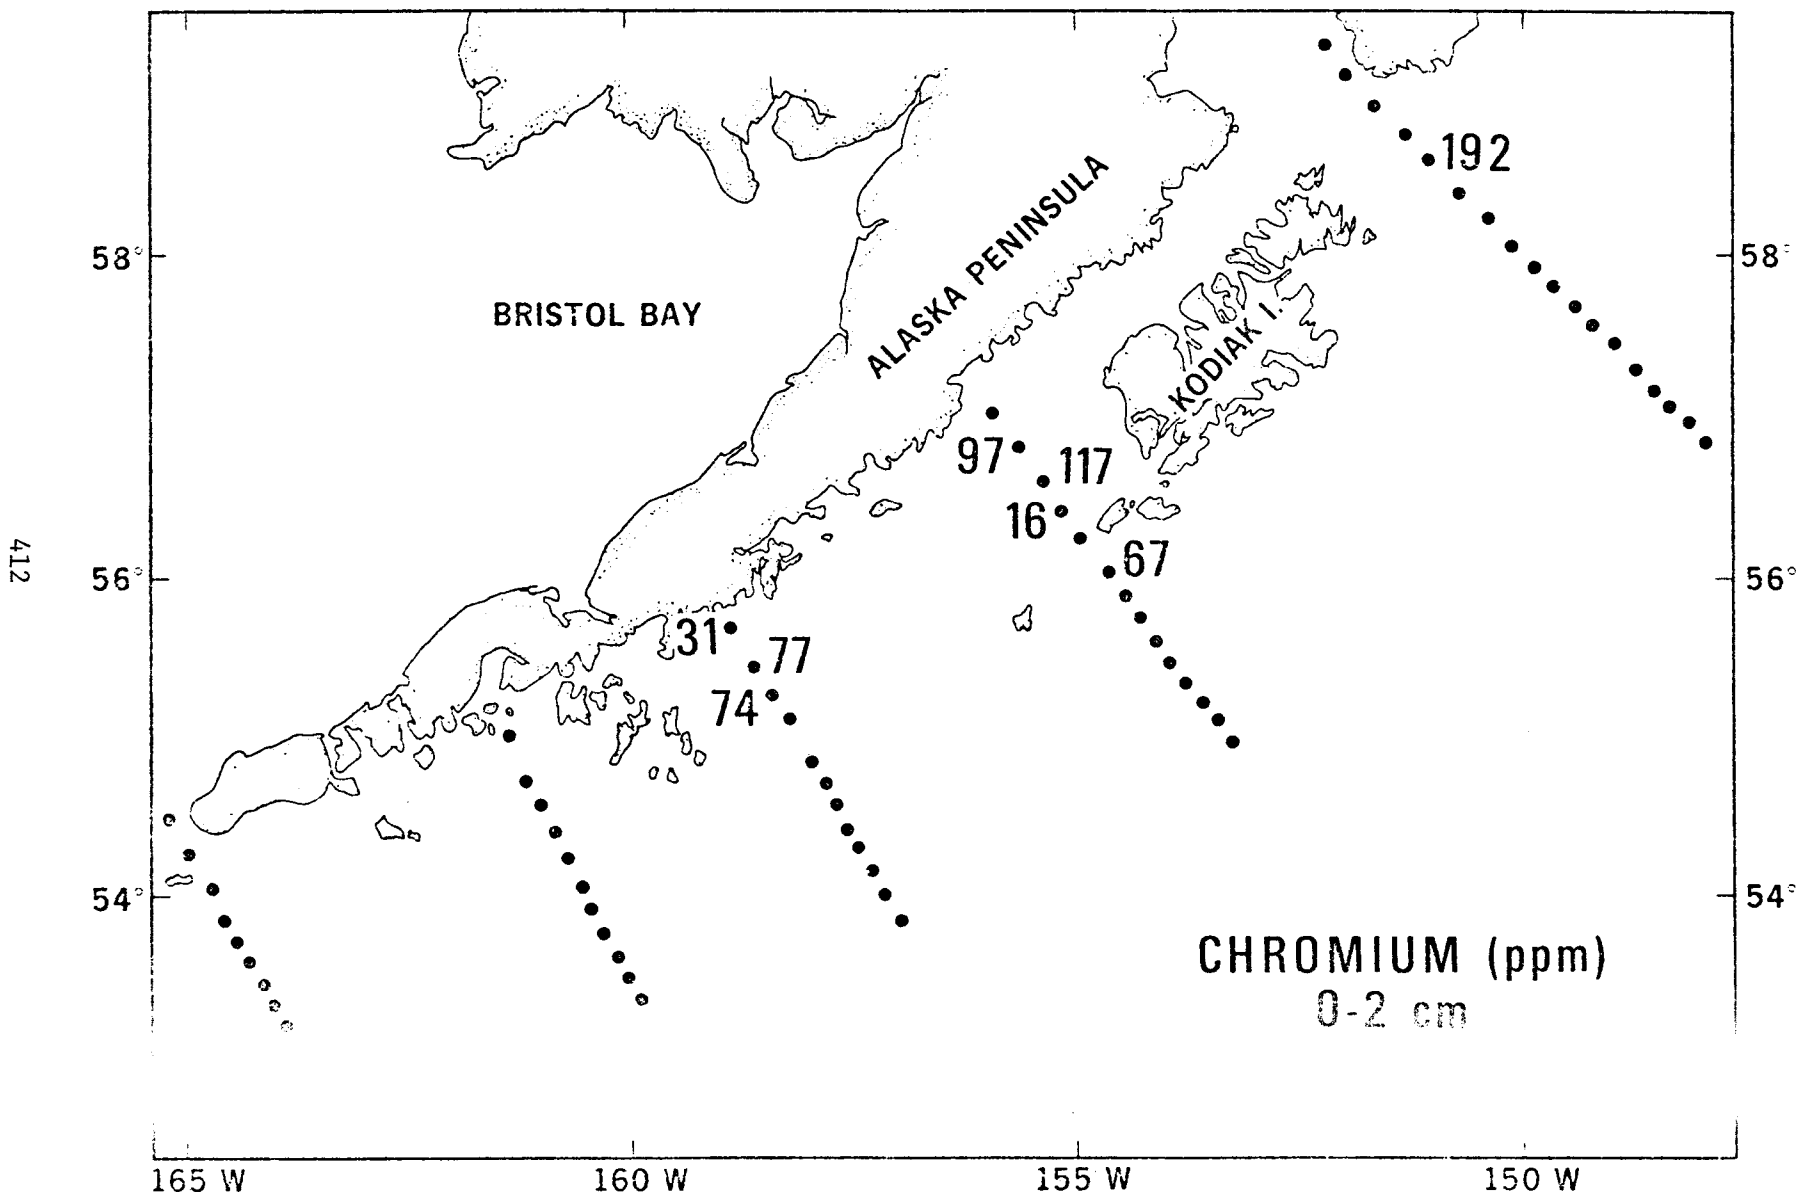 192
58°
58°
ALASKA PENINSULA
BRISTOL BAY
KODIAK I.
97
117
16
412
56°
67
56°
31
77
74
54°
54°
CHROMIUM (ppm)
0-2 cm
165 W
160 W
155 W
150 W